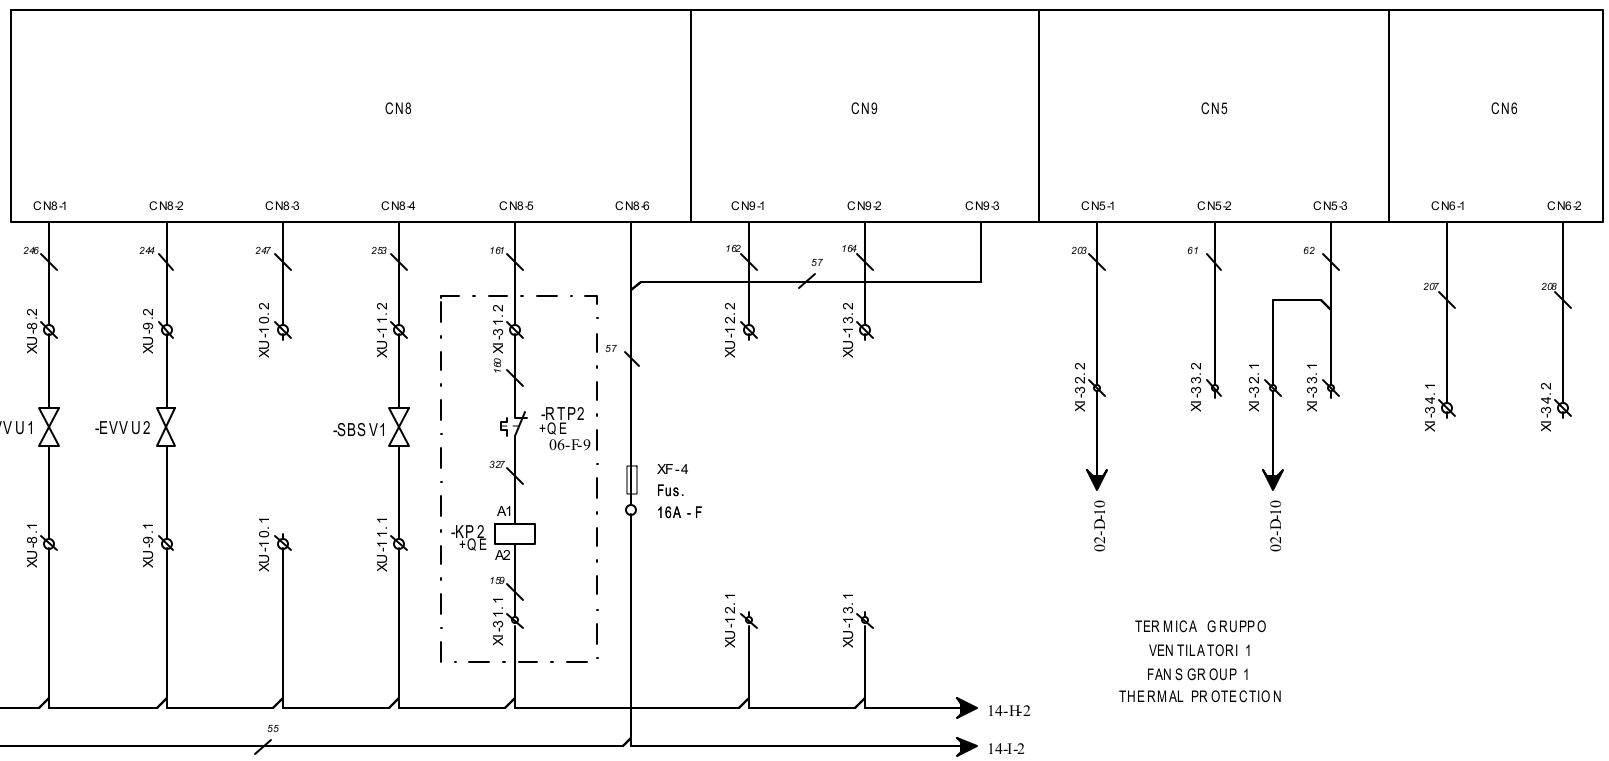 CN8
CN9
CN5
CN6
CN8-1
CN8-2
CN8-3
CN8-4
CN8-5
CN8-6
CN9-1
CN9-2
CN9-3
CN5-1
CN5-2
CN5-3
CN6-1
CN6-2
246
244
247
253
161
162
164
57
203
61
62
207
208
XU-8.2
XU-9.2
XU-10.2
XU-11.2
XI-31.2
XU-12.2
XU-13.2
57
160
XI-32.2
XI-33.2
XI-32.1
XI-33.1
XI-34.1
XI-34.2
VVU1
-EVVU2
-SBSV1
-RTP2
+QE
06-F-9
327
XF-4
Fus.
16A - F
A1
-KP2
+QE
A2
XU-8.1
XU-9.1
XU-10.1
XU-11.1
02-D-10
02-D-10
159
XI-31.1
XU-12.1
XU-13.1
TERMICA GRUPPO
VENTILATORI 1
FANS GROUP 1
THERMAL PROTECTION
14-H-2
55
14-I-2